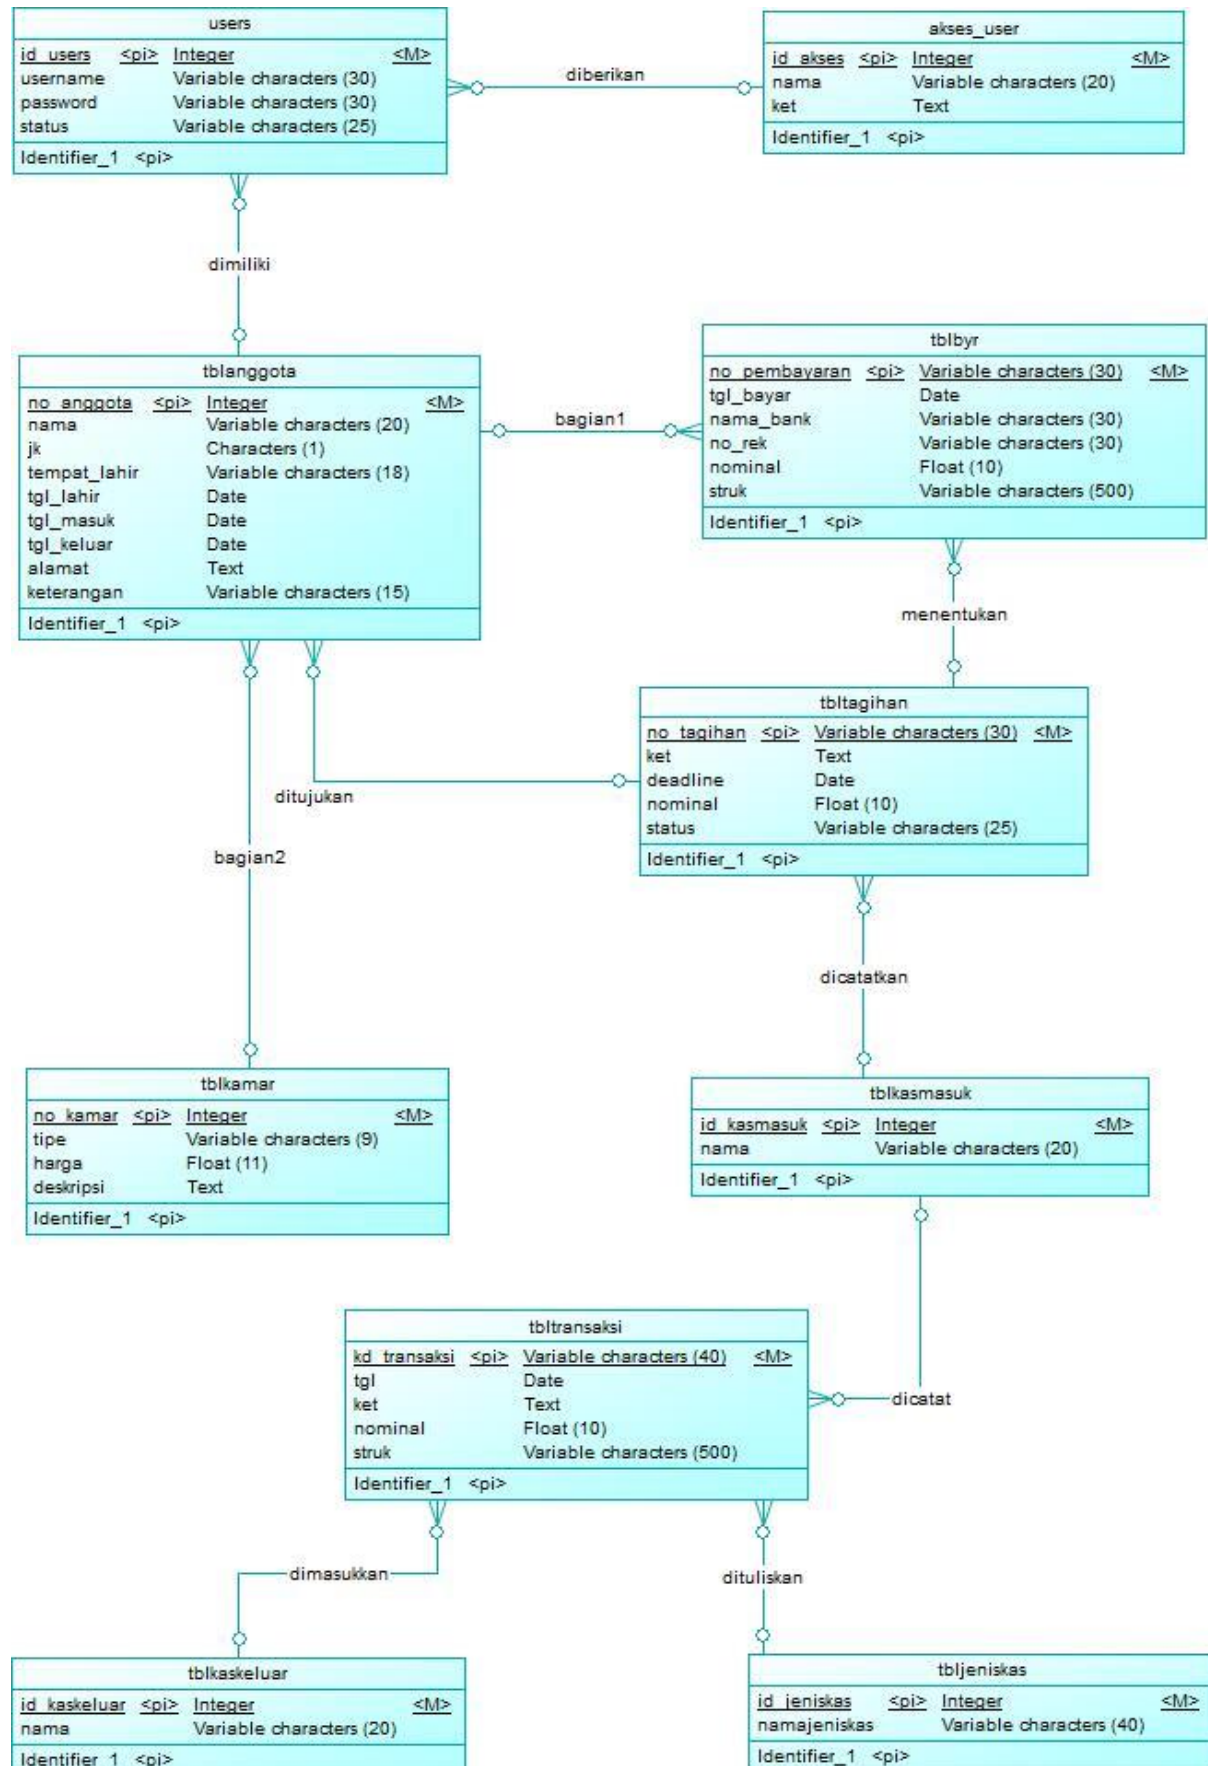 users
id_users <pi> Integer <M>
username Variable characters (30)
password Variable characters (30)
status Variable characters (25)
Identifier_1 <pi>
diberikan
akses_user
id_akses <pi> Integer <M>
nama Variable characters (20)
ket Text
Identifier_1 <pi>
dimiliki
tblanggota
no_anggota <pi> Integer <M>
nama Variable characters (20)
jk Characters (1)
tempat_lahir Variable characters (18)
tgl_lahir Date
tgl_masuk Date
tgl_keluar Date
alamat Text
keterangan Variable characters (15)
Identifier_1 <pi>
bagian1
tblbyr
no_pembayaran <pi> Variable characters (30) <M>
tgl_bayar Date
nama_bank Variable characters (30)
no_rek Variable characters (30)
nominal Float (10)
struk Variable characters (500)
Identifier_1 <pi>
menentukan
tbltagihan
no_tagihan <pi> Variable characters (30) <M>
ket Text
deadline Date
nominal Float (10)
status Variable characters (25)
Identifier_1 <pi>
ditujukan
bagian2
dicatatkan
tblkamar
no_kamar <pi> Integer <M>
tipe Variable characters (9)
harga Float (11)
deskripsi Text
Identifier_1 <pi>
tblkasmasuk
id_kasmasuk <pi> Integer <M>
nama Variable characters (20)
Identifier_1 <pi>
tbltransaksi
kd_transaksi <pi> Variable characters (40) <M>
tgl Date
ket Text
nominal Float (10)
struk Variable characters (500)
Identifier_1 <pi>
dicatat
dimasukkan
dituliskan
tblkaskeluar
id_kaskeluar <pi> Integer <M>
nama Variable characters (20)
Identifier_1 <pi>
tbljeniskas
id_jeniskas <pi> Integer <M>
namajeniskas Variable characters (40)
Identifier_1 <pi>